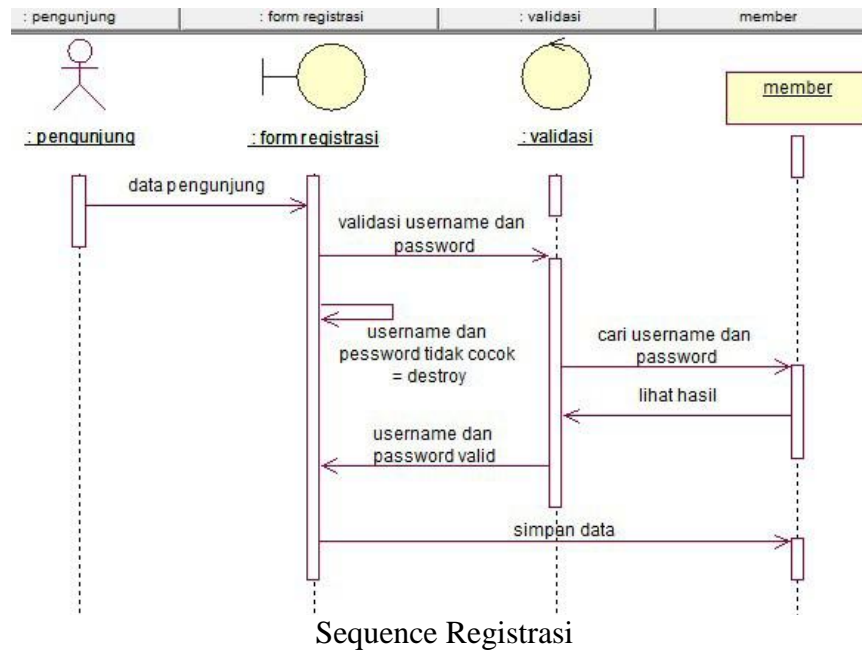 : pengunjung
: form registrasi
: validasi
member
: pengunjung
: form registrasi
: validasi
member
data pengunjung
validasi username dan
password
username dan
pessword tidak cocok
= destroy
cari username dan
password
lihat hasil
username dan
password valid
simpan data
Sequence Registrasi